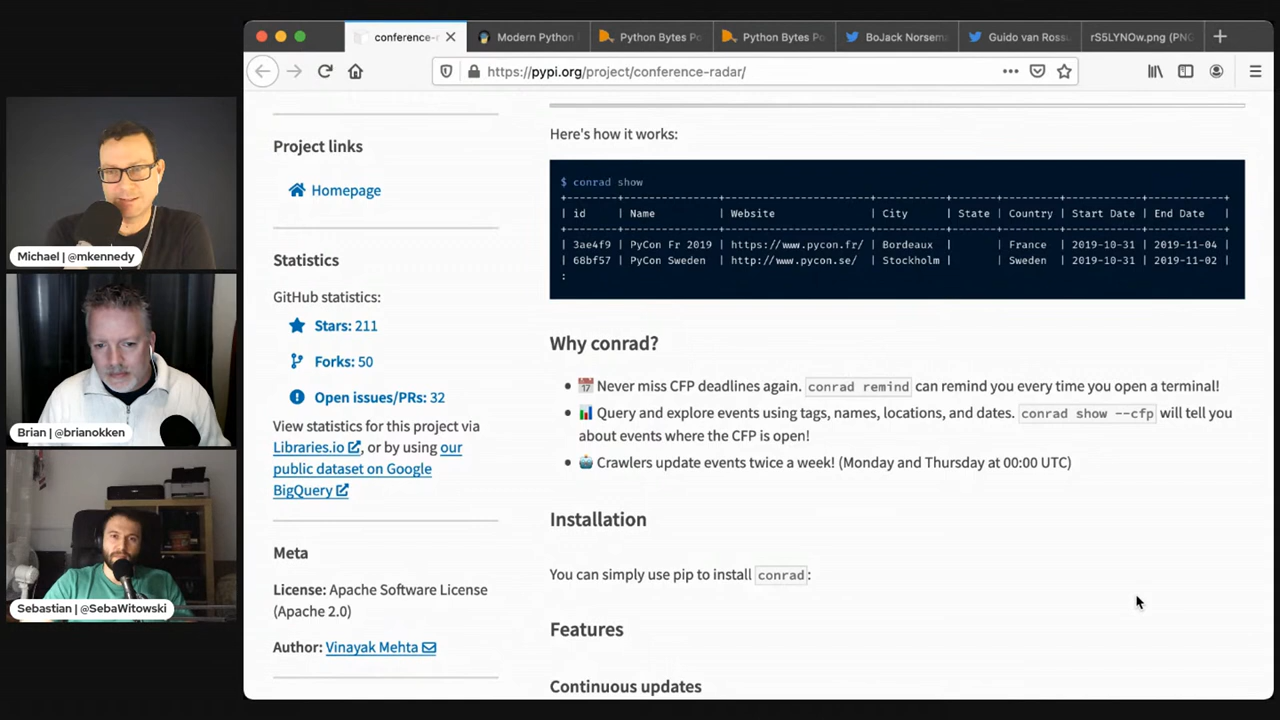 conference-r
Modern Python
Python Bytes Po
Python Bytes Po
BoJack Norsem
Guido van Rossu
rS5LYNOw.png (PNG
https://pypi.org/project/conference-radar/
Michael | @mkennedy
Brian | @brianokken
Sebastian | @SebaWitowski
Project links
Homepage
Statistics
GitHub statistics:
Stars: 211
Forks: 50
Open issues/PRs: 32
View statistics for this project via
Libraries.io, or by using our
public dataset on Google
BigQuery
Meta
License: Apache Software License
(Apache 2.0)
Author: Vinayak Mehta
Here's how it works:
$ conrad show
| id | Name | Website | City | State | Country | Start Date | End Date |
| 3ae4f9 | PyCon Fr 2019 | https://www.pycon.fr/ | Bordeaux | | France | 2019-10-31 | 2019-11-04 |
| 68bf57 | PyCon Sweden | http://www.pycon.se/ | Stockholm | | Sweden | 2019-10-31 | 2019-11-02 |
:
Why conrad?
• 📅 Never miss CFP deadlines again. conrad remind can remind you every time you open a terminal!
• 📊 Query and explore events using tags, names, locations, and dates. conrad show --cfp will tell you
about events where the CFP is open!
• 🤖 Crawlers update events twice a week! (Monday and Thursday at 00:00 UTC)
Installation
You can simply use pip to install conrad:
Features
Continuous updates